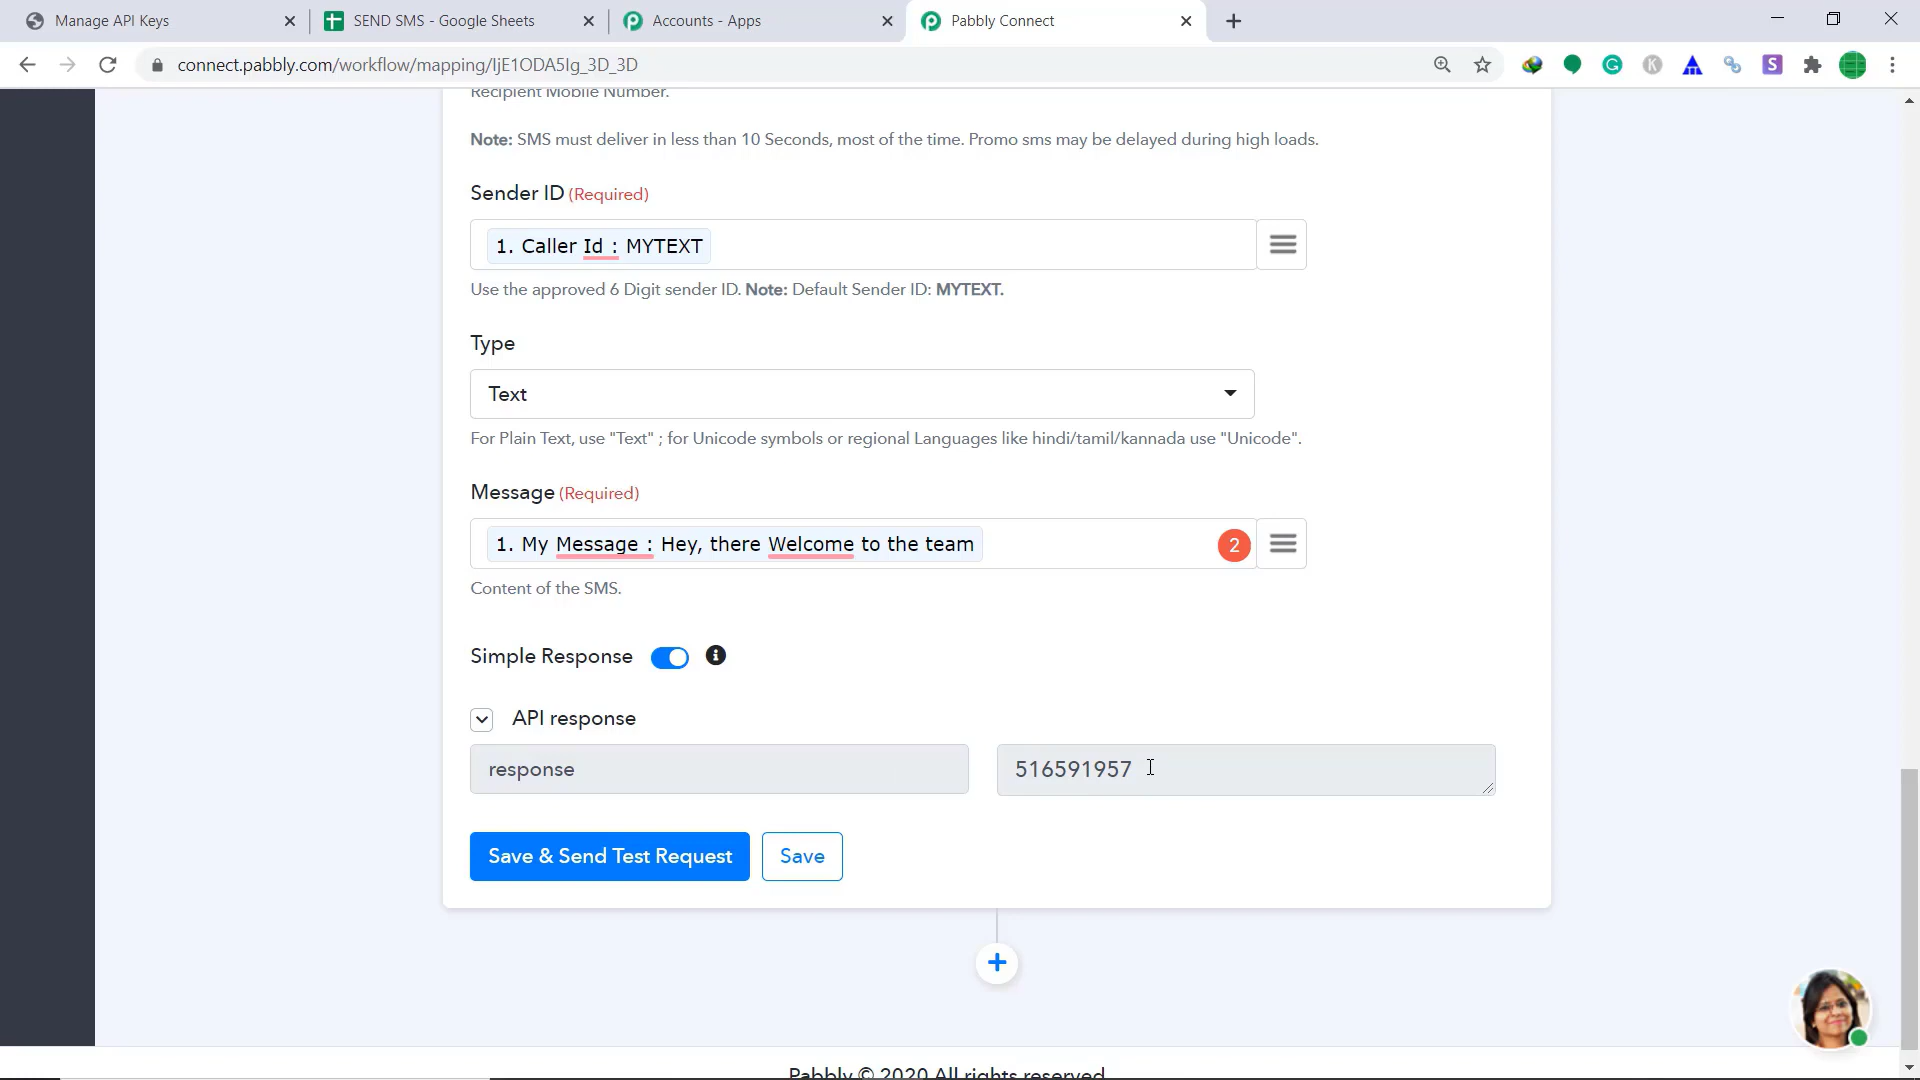 Manage API Keys
SEND SMS - Google Sheets
Accounts - Apps
Pabbly Connect
connect.pabbly.com/workflow/mapping/IjE1ODA5Ig_3D_3D
Recipient Mobile Number.
Note: SMS must deliver in less than 10 Seconds, most of the time. Promo sms may be delayed during high loads.
Sender ID (Required)
1. Caller Id : MYTEXT
Use the approved 6 Digit sender ID. Note: Default Sender ID: MYTEXT.
Type
Text
For Plain Text, use "Text" ; for Unicode symbols or regional Languages like hindi/tamil/kannada use "Unicode".
Message (Required)
1. My Message : Hey, there Welcome to the team
2
Content of the SMS.
Simple Response
API response
response
516591957
Save & Send Test Request
Save
Pabbly © 2020 All rights reserved